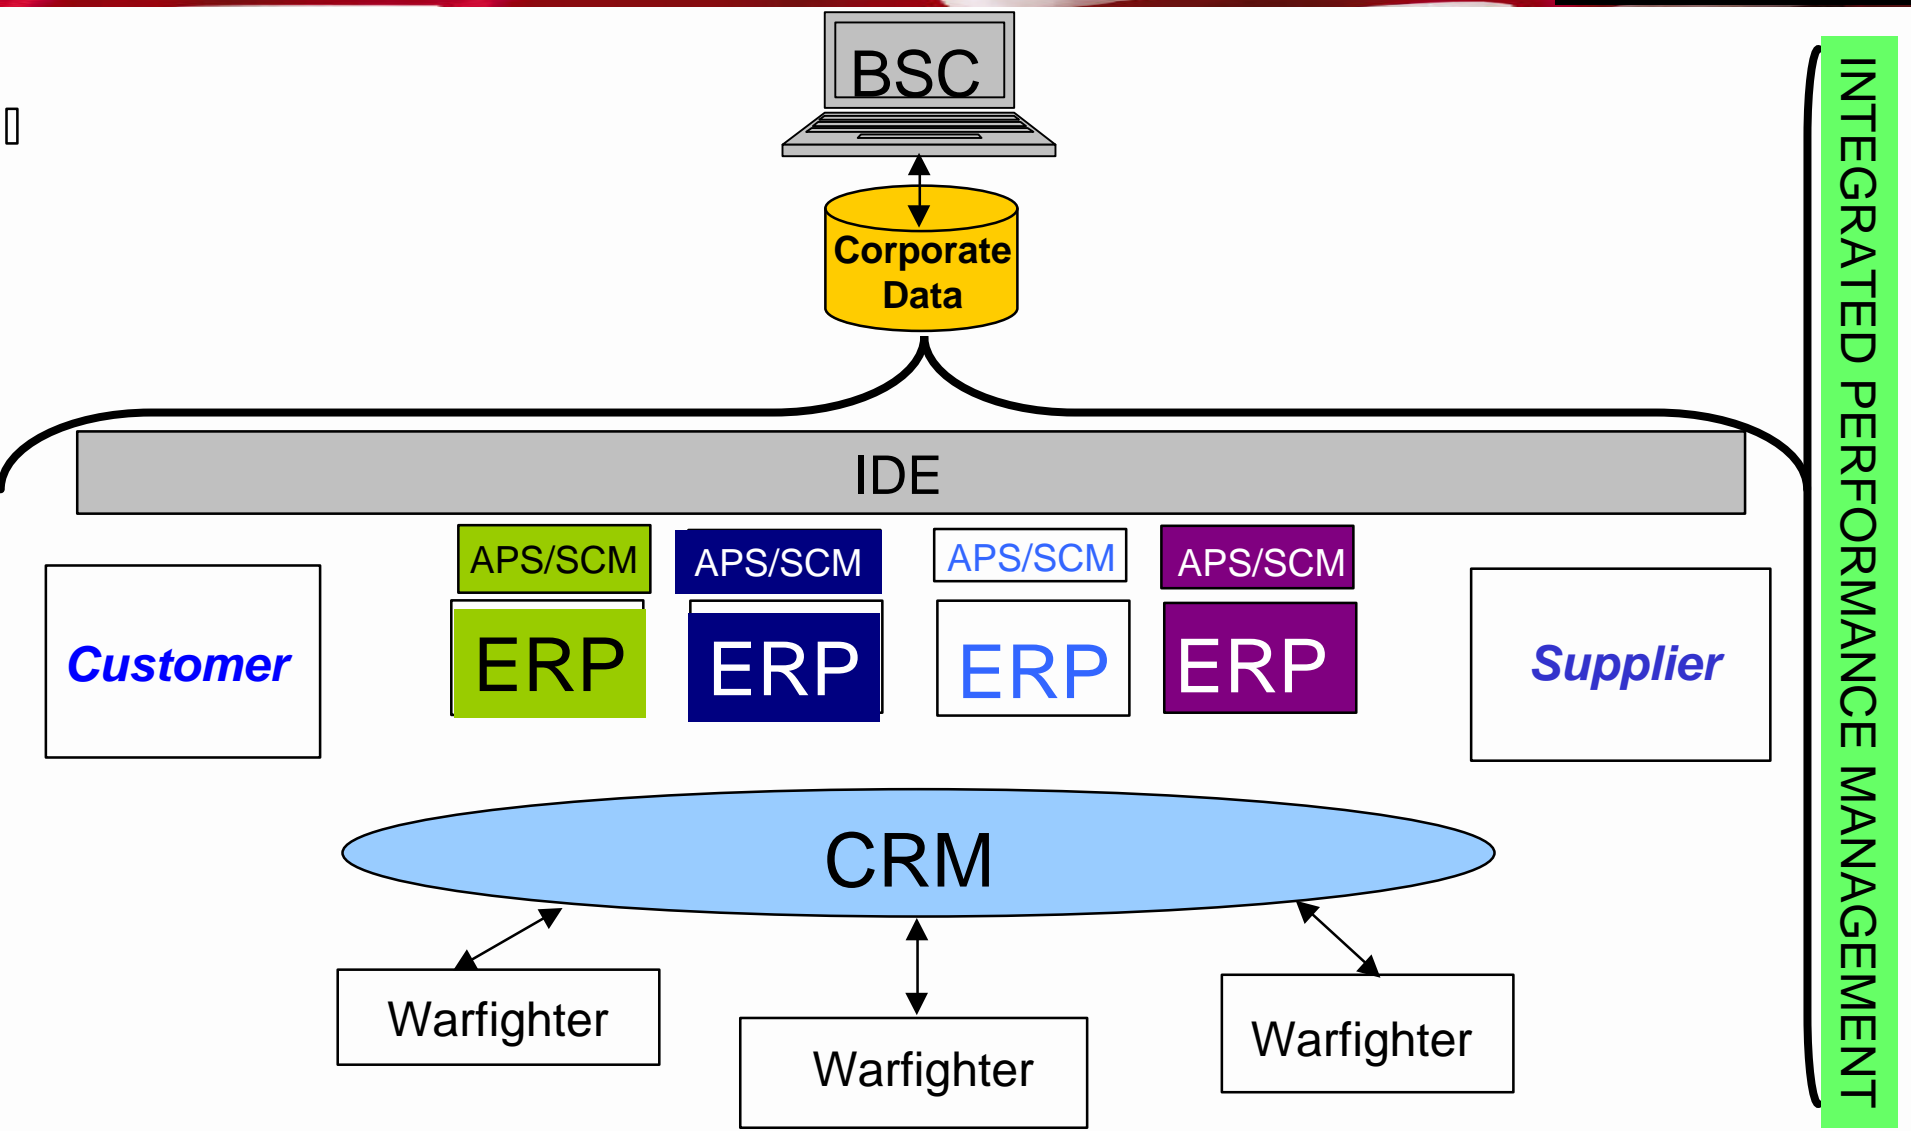 BSC
Corporate
Data
IDE
APS/SCM
APS/SCM
APS/SCM
APS/SCM
Customer
ERP
ERP
ERP
ERP
Supplier
CRM
Warfighter
Warfighter
Warfighter
INTEGRATED PERFORMANCE MANAGEMENT